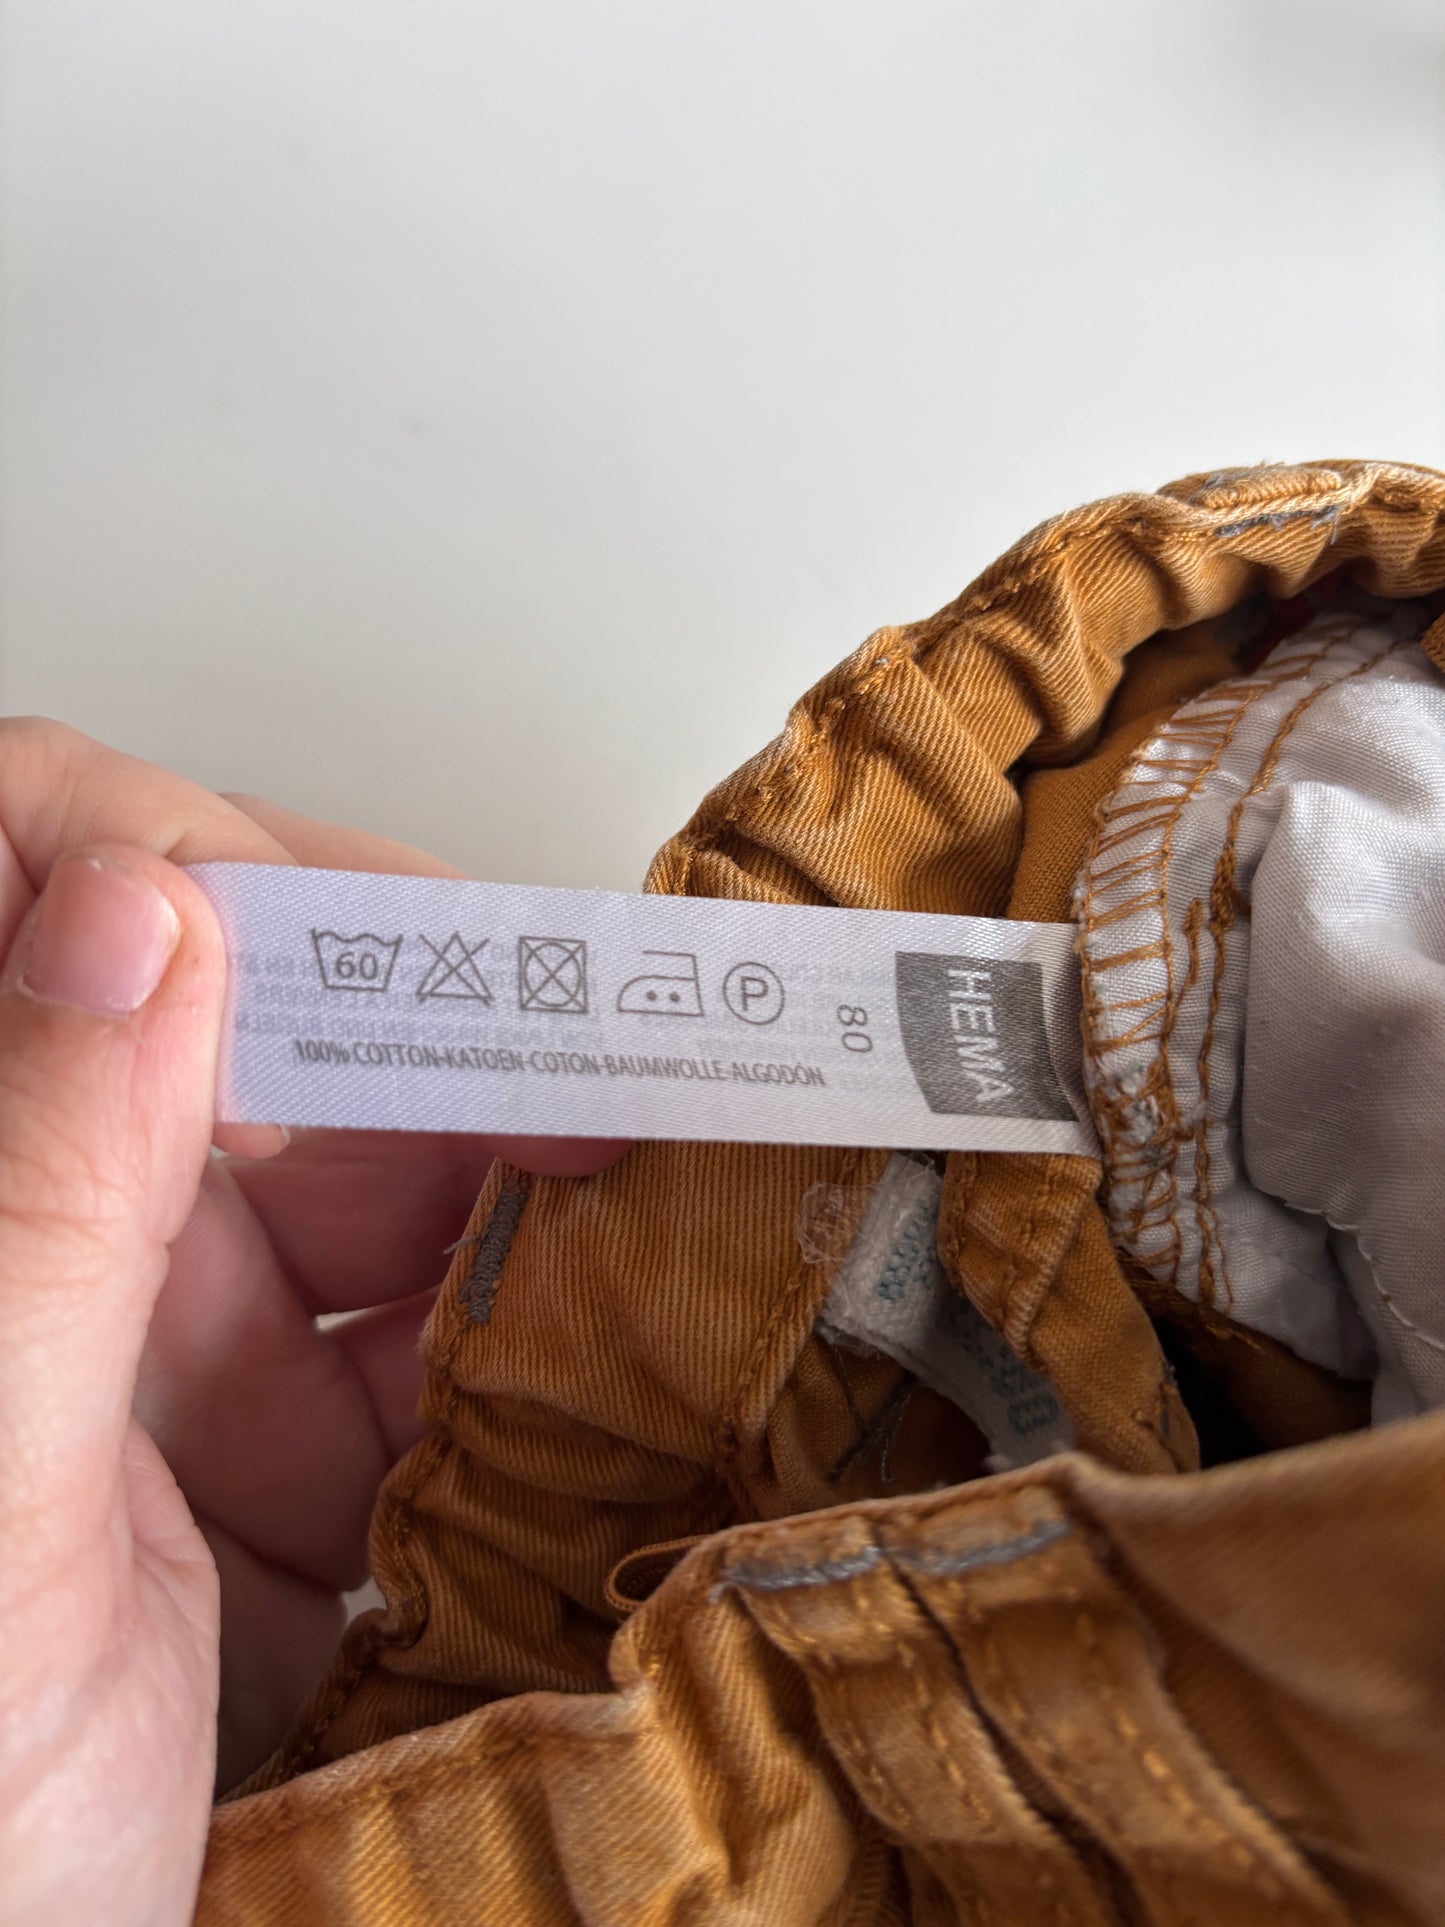 60
P
80
HEMA
100% COTTON-KATOEN-COTON-BAUMWOLLE-ALGODÓN